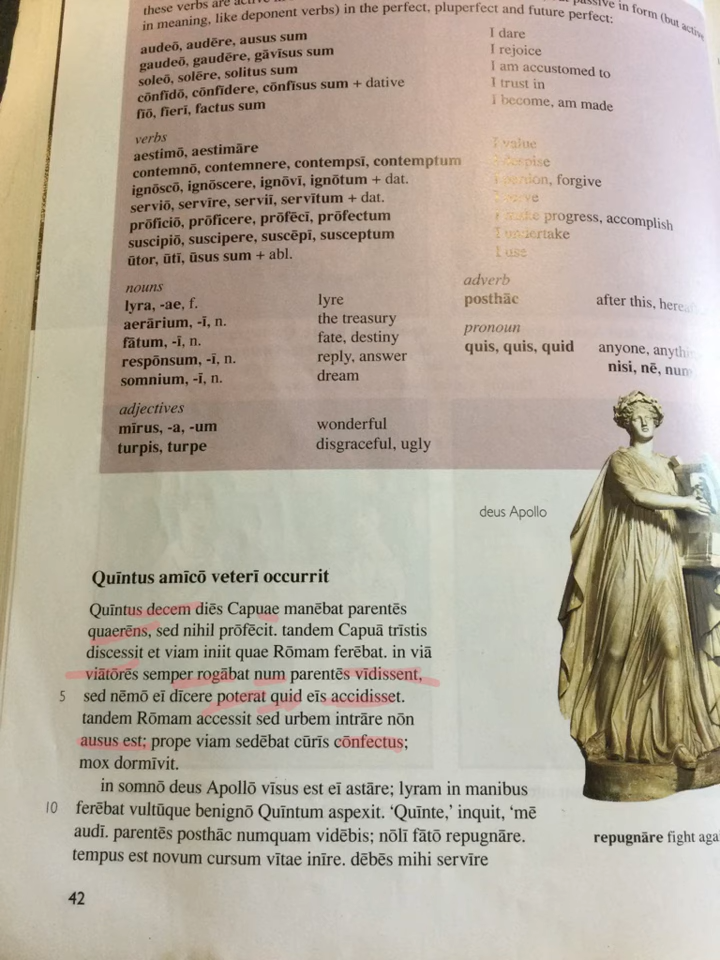 these verbs are active
passive in form (but active
in meaning, like deponent verbs) in the perfect, pluperfect and future perfect:
audeō, audēre, ausus sum I dare
gaudeō, gaudēre, gāvīsus sum I rejoice
soleō, solēre, solitus sum I am accustomed to
cōnfīdō, cōnfīdere, cōnfīsus sum + dative I trust in
fīō, fierī, factus sum I become, am made
verbs
aestimō, aestimāre I value
contemnō, contemnere, contempsī, contemptum I despise
ignōscō, ignōscere, ignōvī, ignōtum + dat. I pardon, forgive
serviō, servīre, serviī, servītum + dat. I serve
prōficiō, prōficere, prōfēcī, prōfectum I make progress, accomplish
suscipiō, suscipere, suscēpī, susceptum I undertake
ūtor, ūtī, ūsus sum + abl. I use
nouns
lyra, -ae, f. lyre
aerārium, -ī, n. the treasury
fātum, -ī, n. fate, destiny
respōnsum, -ī, n. reply, answer
somnium, -ī, n. dream
adverb
posthāc after this,
pronoun
quis, quis, quid anyone,
nisi, nē,
adjectives
mīrus, -a, -um wonderful
turpis, turpe disgraceful, ugly
deus Apollo
Quīntus amīcō veterī occurrit
Quīntus decem diēs Capuae manēbat parentēs
quaerēns, sed nihil prōfēcit. tandem Capuā trīstis
discessit et viam iniit quae Rōmam ferēbat. in viā
viātōrēs semper rogābat num parentēs vīdissent,
5 sed nēmō eī dīcere poterat quid eīs accidisset.
tandem Rōmam accessit sed urbem intrāre nōn
ausus est; prope viam sedēbat cūrīs cōnfectus;
mox dormīvit.
in somnō deus Apollō vīsus est eī astāre; lyram in manibus
10 ferēbat vultūque benignō Quīntum aspexit. ‘Quīnte,’ inquit, ‘mē
audī. parentēs posthāc numquam vidēbis; nōlī fātō repugnāre.
tempus est novum cursum vītae inīre. dēbēs mihi servīre
repugnāre fight
42